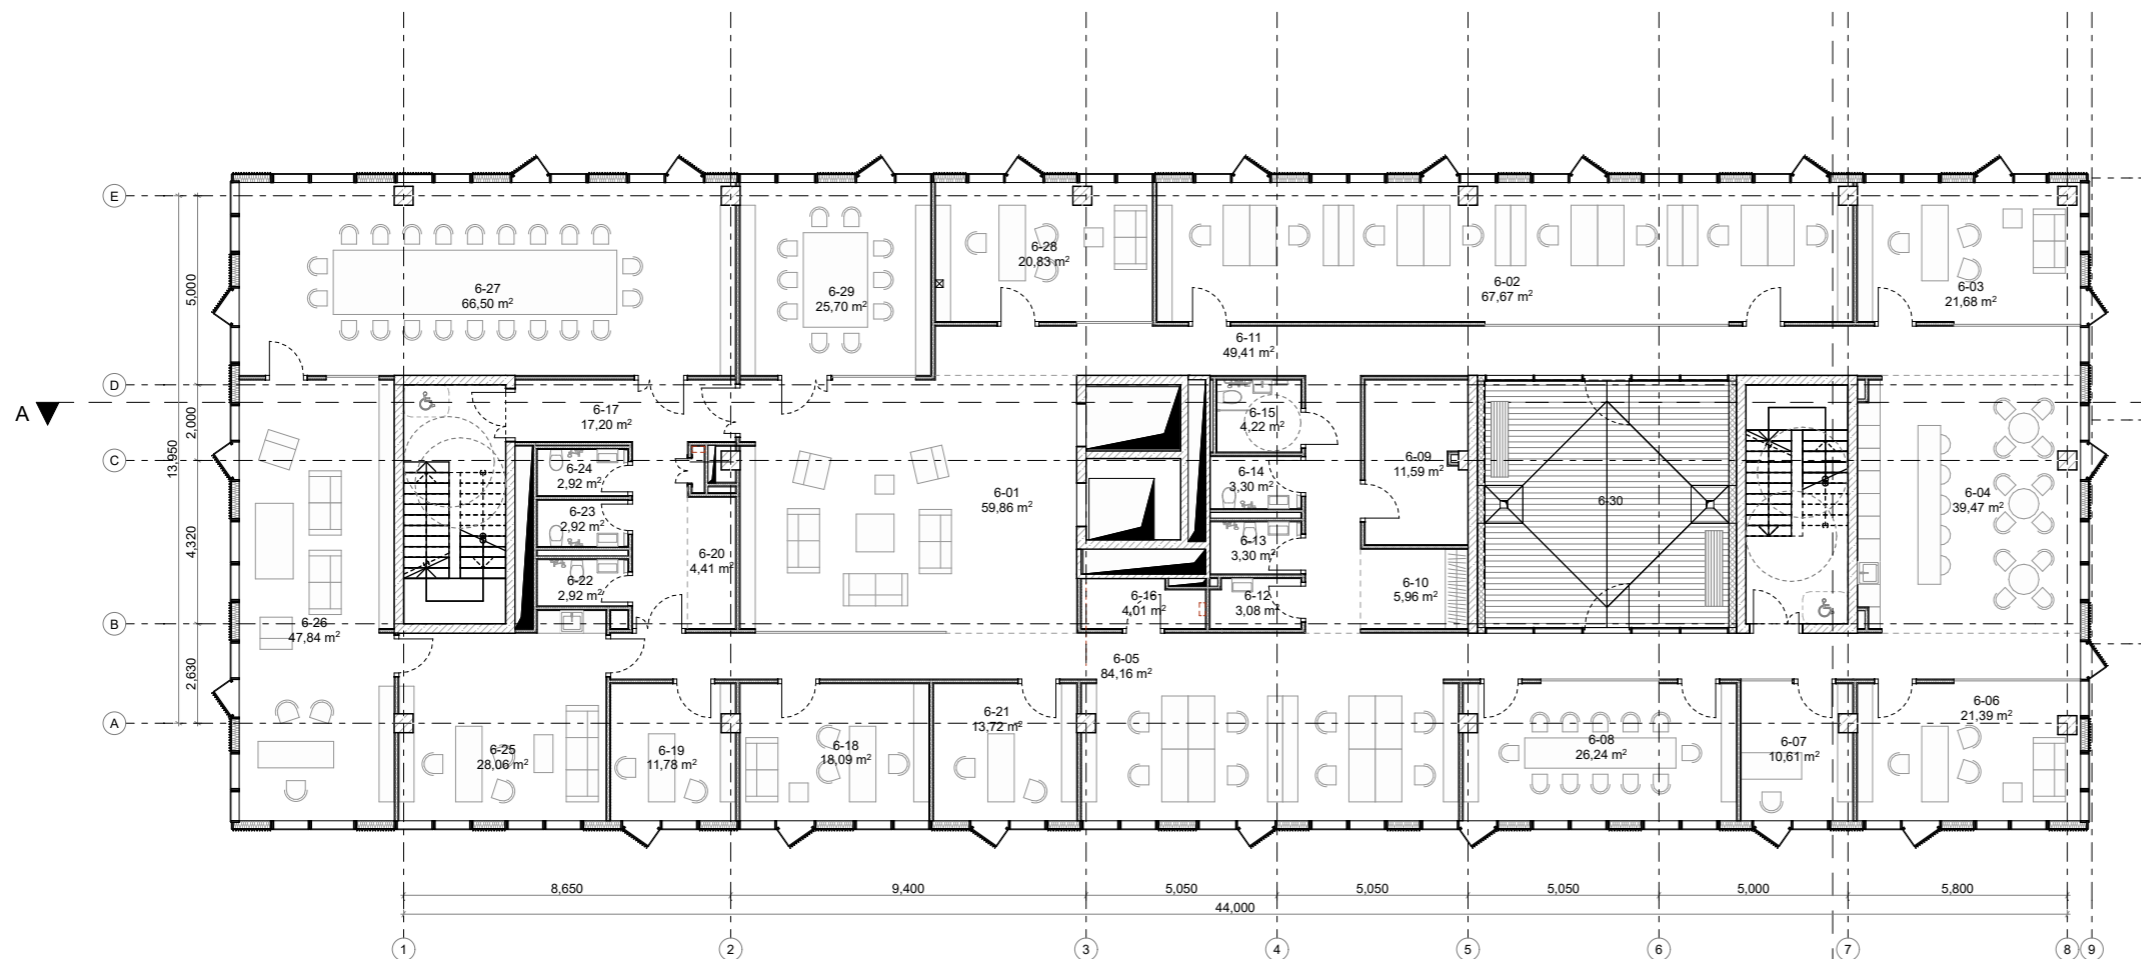 E
6-28
20,83 m²
6-27
66,50 m²
6-29
25,70 m²
6-02
67,67 m²
6-03
21,68 m²
5,000
6-11
49,41 m²
D
A
6-17
17,20 m²
6-15
4,22 m²
2,000
13,950
C
6-24
2,92 m²
6-14
3,30 m²
6-09
11,59 m²
6-01
59,86 m²
6-30
6-04
39,47 m²
6-23
2,92 m²
4,320
6-20
4,41 m²
6-13
3,30 m²
6-22
2,92 m²
6-10
5,96 m²
6-16
4,01 m²
6-12
3,08 m²
B
6-26
47,84 m²
2,630
6-05
84,16 m²
A
6-25
28,06 m²
6-19
11,78 m²
6-18
18,09 m²
6-21
13,72 m²
6-08
26,24 m²
6-07
10,61 m²
6-06
21,39 m²
8,650
9,400
5,050
5,050
5,050
5,000
5,800
44,000
1
2
3
4
5
6
7
8
9